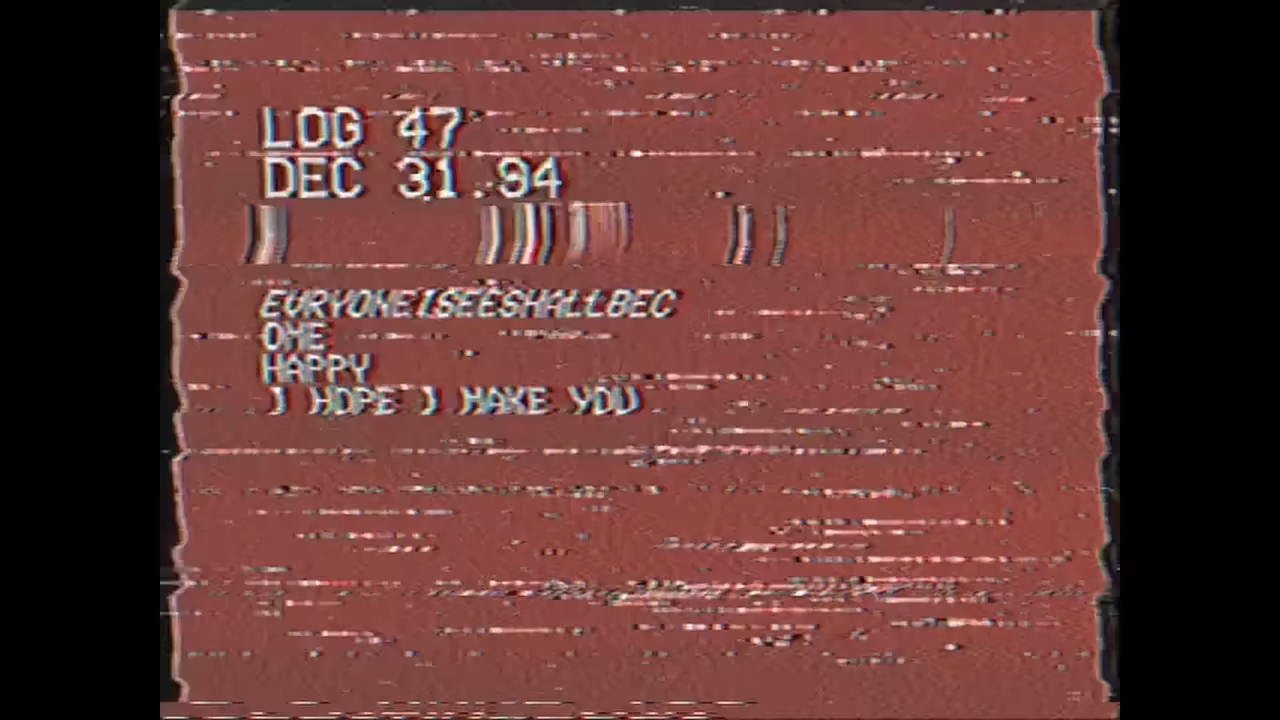 LOG 47
DEC 31.94
EVRYONEISEESHALLBEC
OME
HAPPY
I HOPE I MAKE YOU